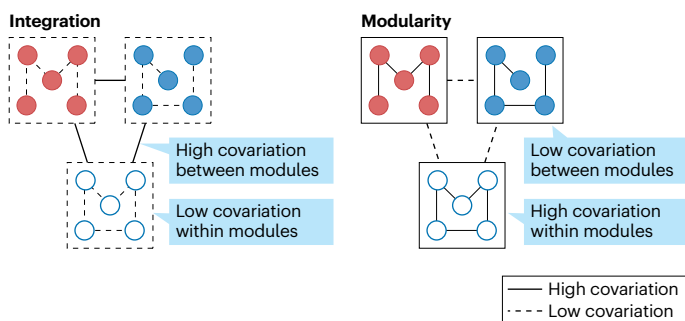 Integration
High covariation
between modules
Low covariation
within modules
Modularity
Low covariation
between modules
High covariation
within modules
High covariation
Low covariation